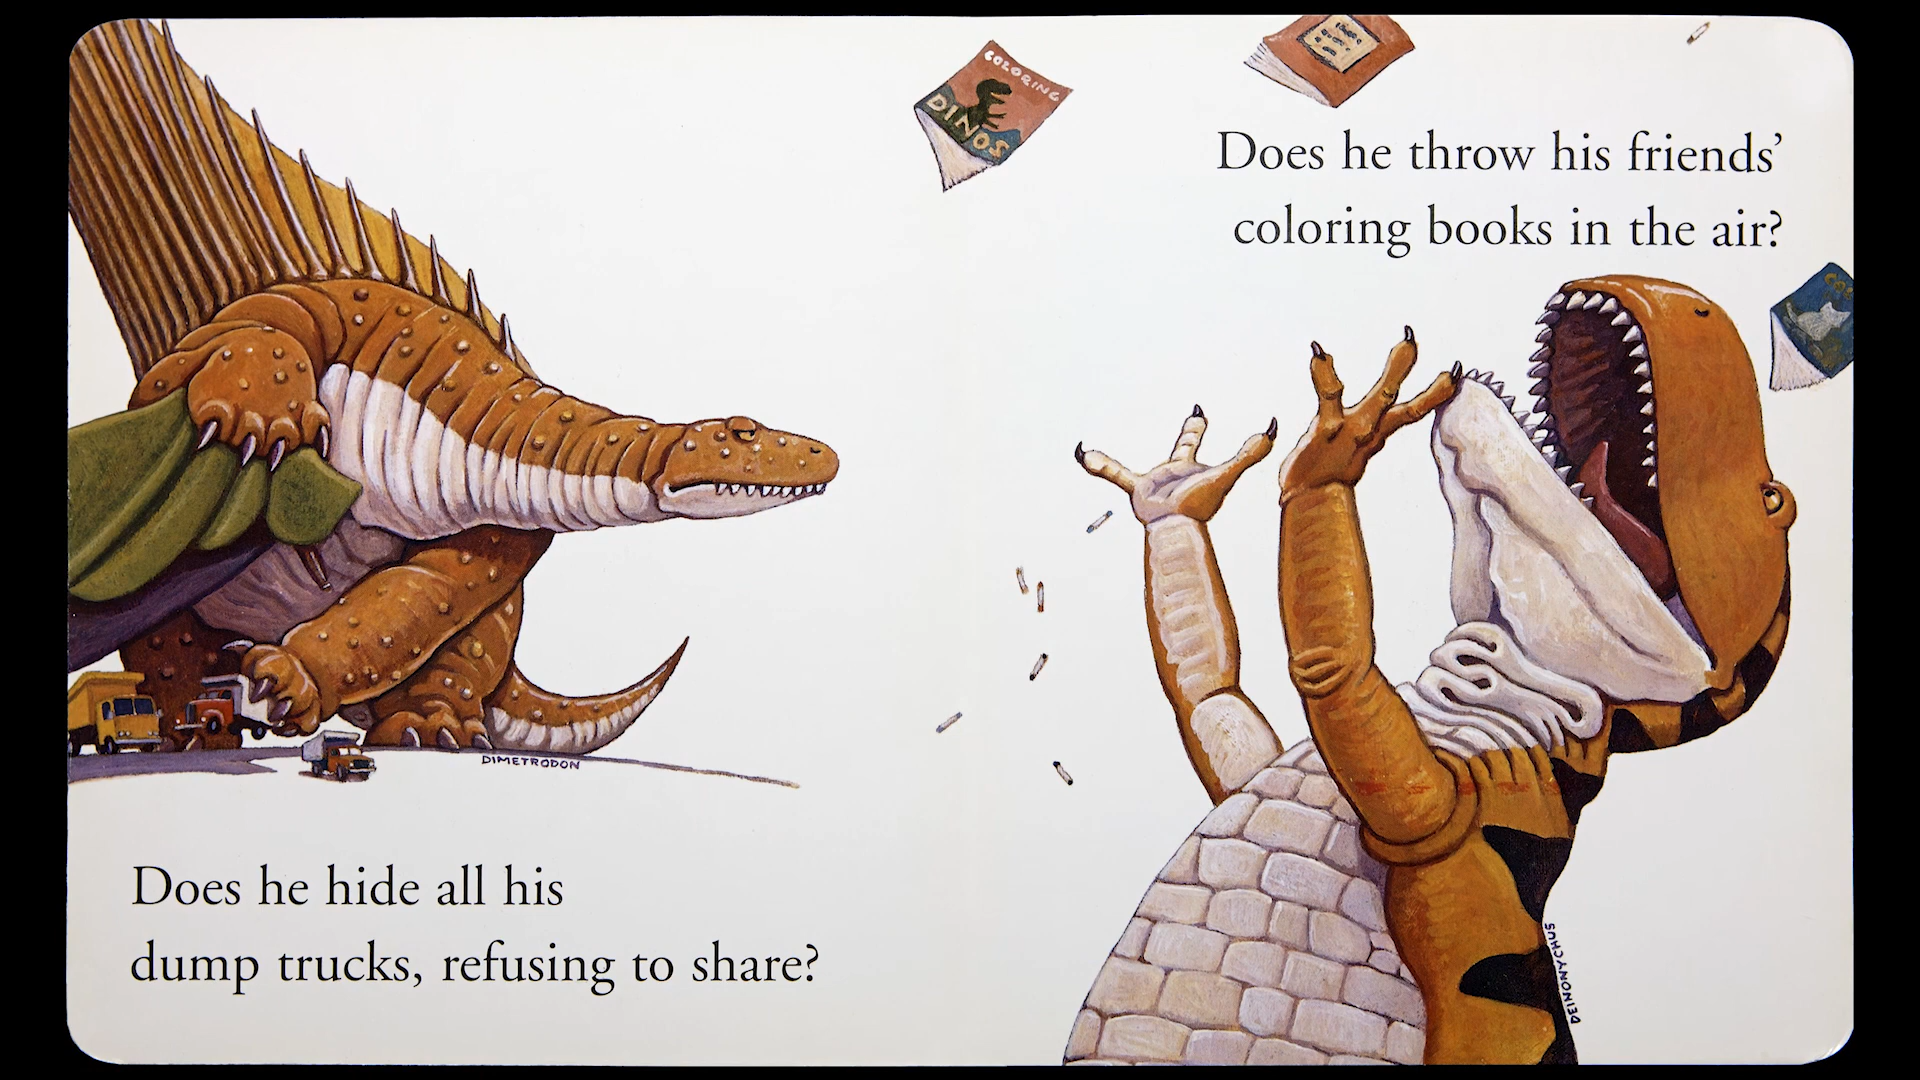 DIMETRODON
Does he hide all his
dump trucks, refusing to share?
COLORING
DINOS
Does he throw his friends’
coloring books in the air?
DEINONYCHUS